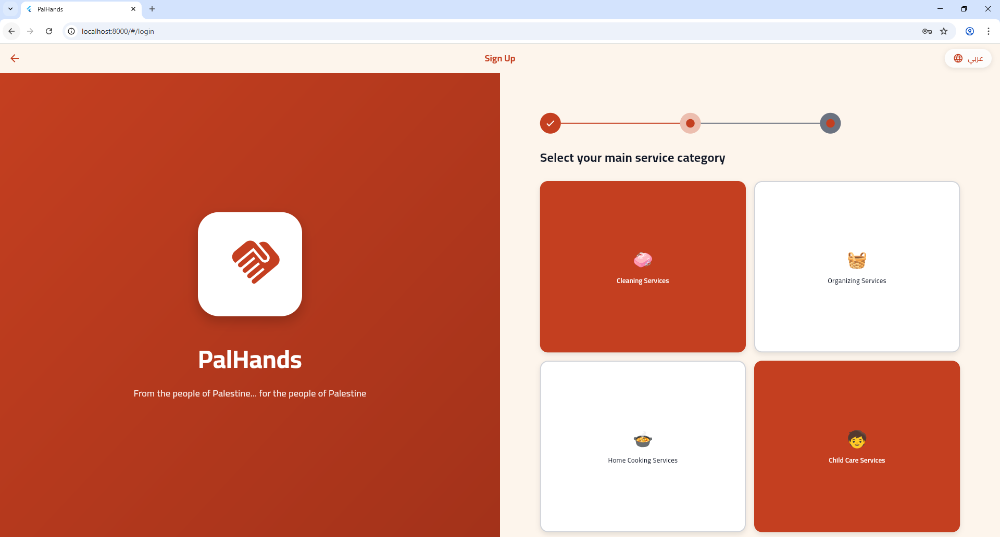 PalHands
localhost:8000/#/login
Sign Up
عربي
PalHands
From the people of Palestine... for the people of Palestine
Select your main service category
Cleaning Services
Organizing Services
Home Cooking Services
Child Care Services